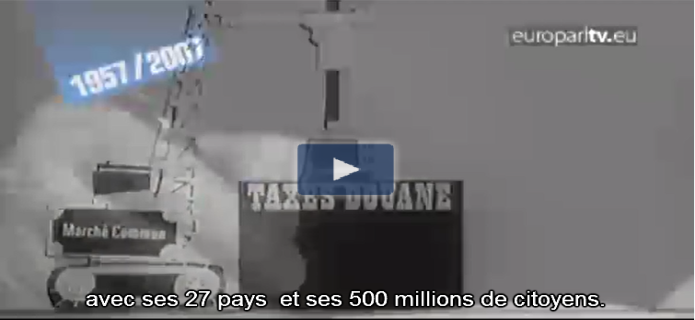 1957/2007
europarltv.eu
TAXES DOUANE
Marché Commun
avec ses 27 pays et ses 500 millions de citoyens.